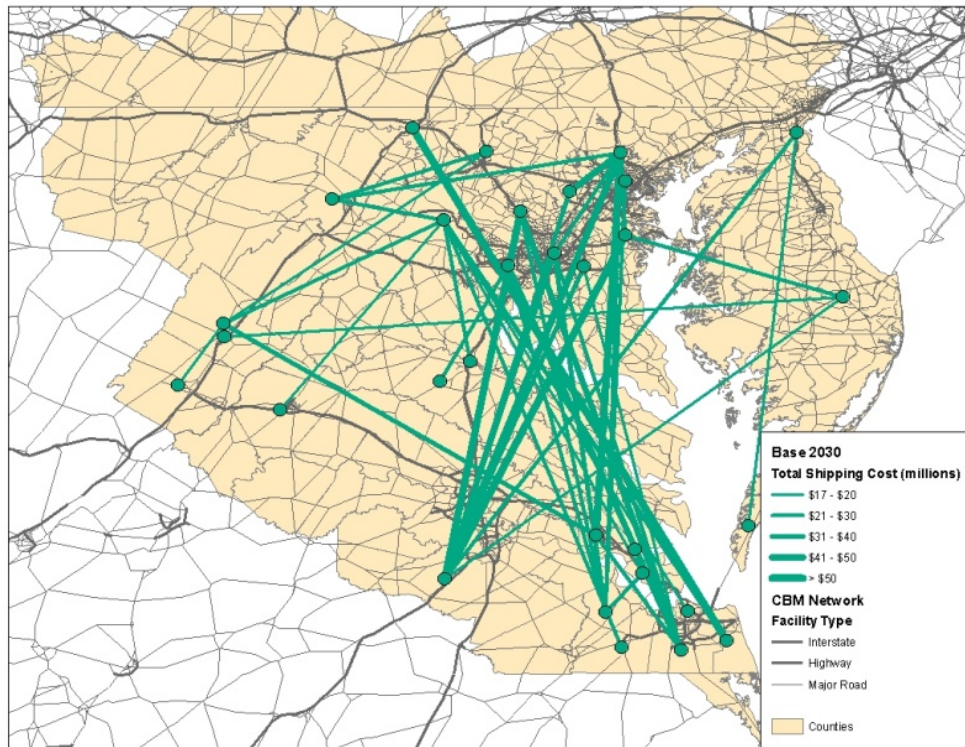 Base 2030
Total Shipping Cost (millions)
$17 - $20
$21 - $30
$31 - $40
$41 - $50
> $50
CBM Network
Facility Type
Interstate
Highway
Major Road
Counties